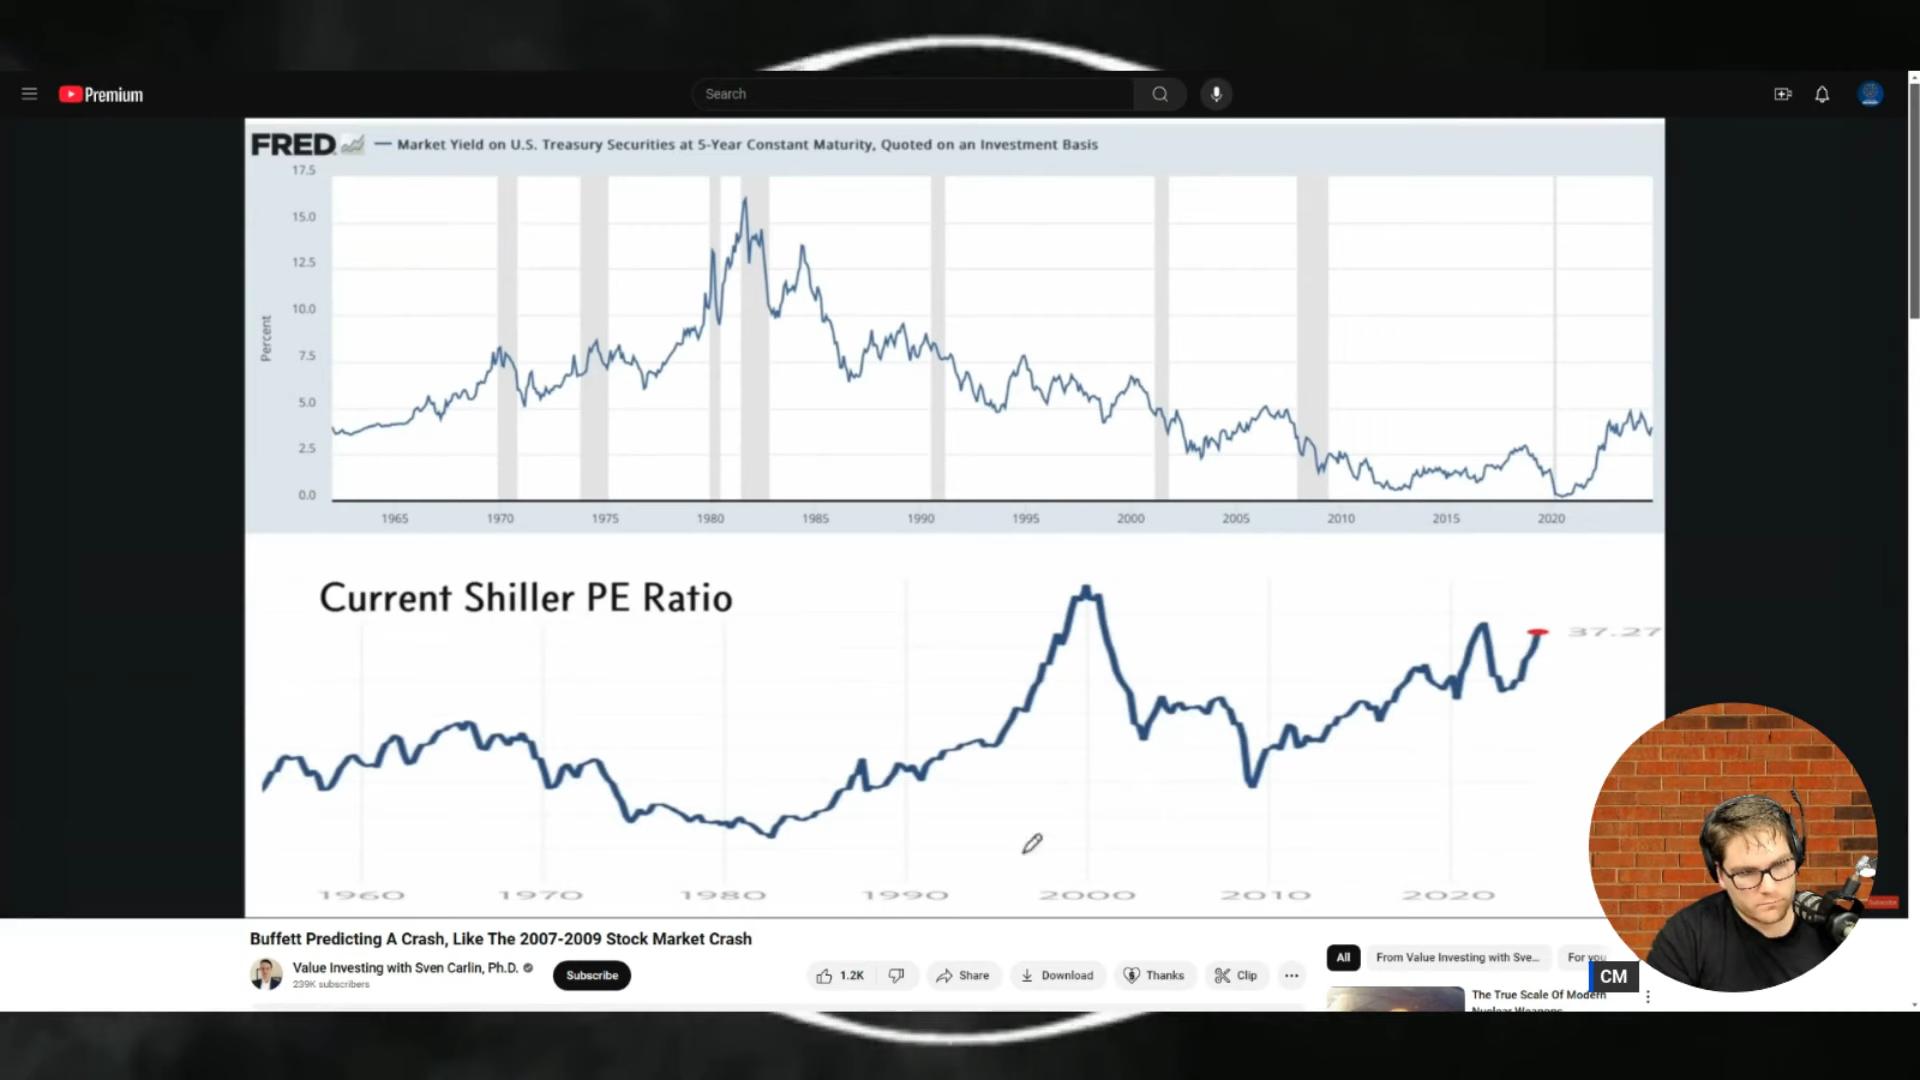 Premium
Search
FRED — Market Yield on U.S. Treasury Securities at 5-Year Constant Maturity, Quoted on an Investment Basis
17.5
15.0
12.5
10.0
7.5
5.0
2.5
0.0
Percent
1965 1970 1975 1980 1985 1990 1995 2000 2005 2010 2015 2020
Current Shiller PE Ratio
37.27
1960 1970 1980 1990 2000 2010 2020
Subscribe
Buffett Predicting A Crash, Like The 2007-2009 Stock Market Crash
Value Investing with Sven Carlin, Ph.D.
239K subscribers
Subscribe
1.2K
Share
Download
Thanks
Clip
All
From Value Investing with Sve...
For you
CM
The True Scale Of Modern
Nuclear Weapons